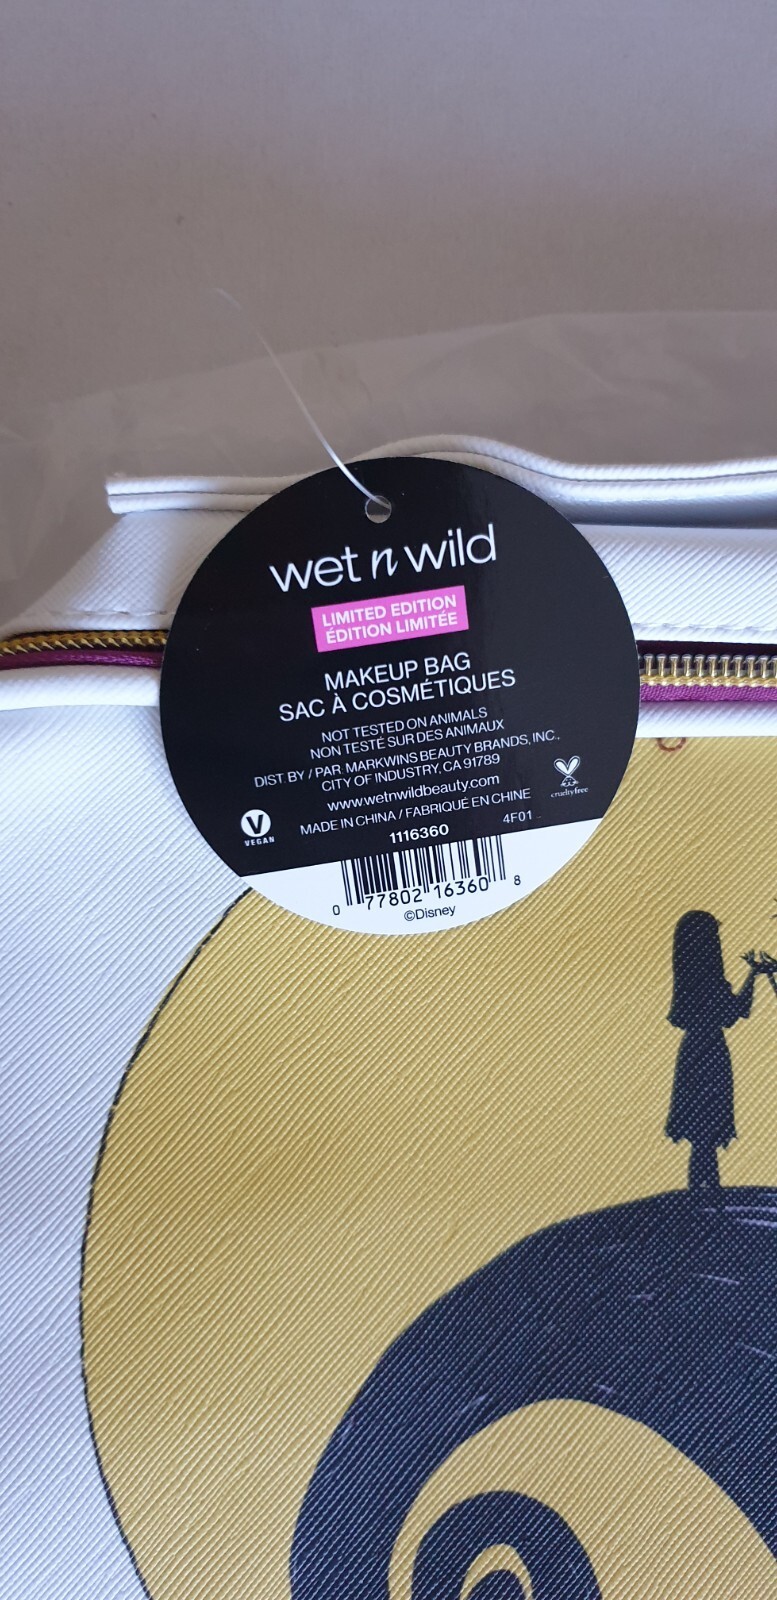 wet n wild
LIMITED EDITION
ÉDITION LIMITÉE
MAKEUP BAG
SAC À COSMÉTIQUES
NOT TESTED ON ANIMALS
NON TESTÉ SUR DES ANIMAUX
DIST. BY / PAR. MARKWINS BEAUTY BRANDS, INC.,
CITY OF INDUSTRY, CA 91789
www.wetnwildbeauty.com
MADE IN CHINA / FABRIQUÉ EN CHINE
1116360
4F01
V
VEGAN
crueltyfree
0 77802 16360 8
©Disney